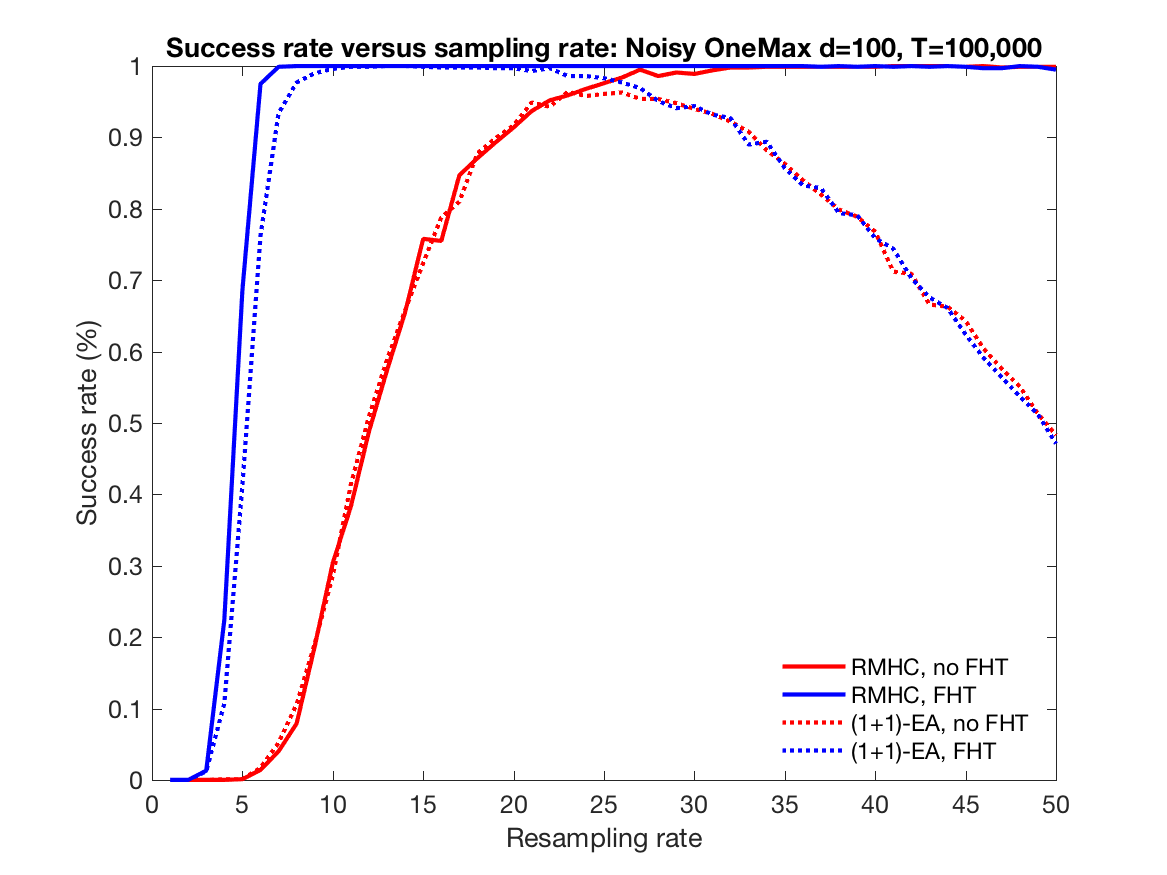 Success rate versus sampling rate: Noisy OneMax d=100, T=100,000
Success rate (%)
1
0.9
0.8
0.7
0.6
0.5
0.4
0.3
0.2
0.1
0
RMHC, no FHT
RMHC, FHT
(1+1)-EA, no FHT
(1+1)-EA, FHT
0 5 10 15 20 25 30 35 40 45 50
Resampling rate